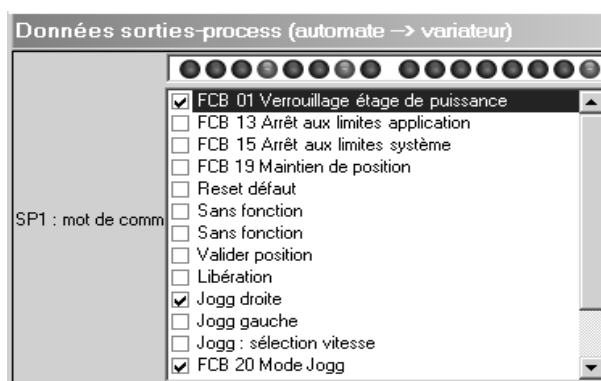 Données sorties-process (automate --> variateur)
FCB 01 Verrouillage étage de puissance
FCB 13 Arrêt aux limites application
FCB 15 Arrêt aux limites système
FCB 19 Maintien de position
Reset défaut
Sans fonction
SP1 : mot de comm
Sans fonction
Valider position
Libération
Jogg droite
Jogg gauche
Jogg : sélection vitesse
FCB 20 Mode Jogg